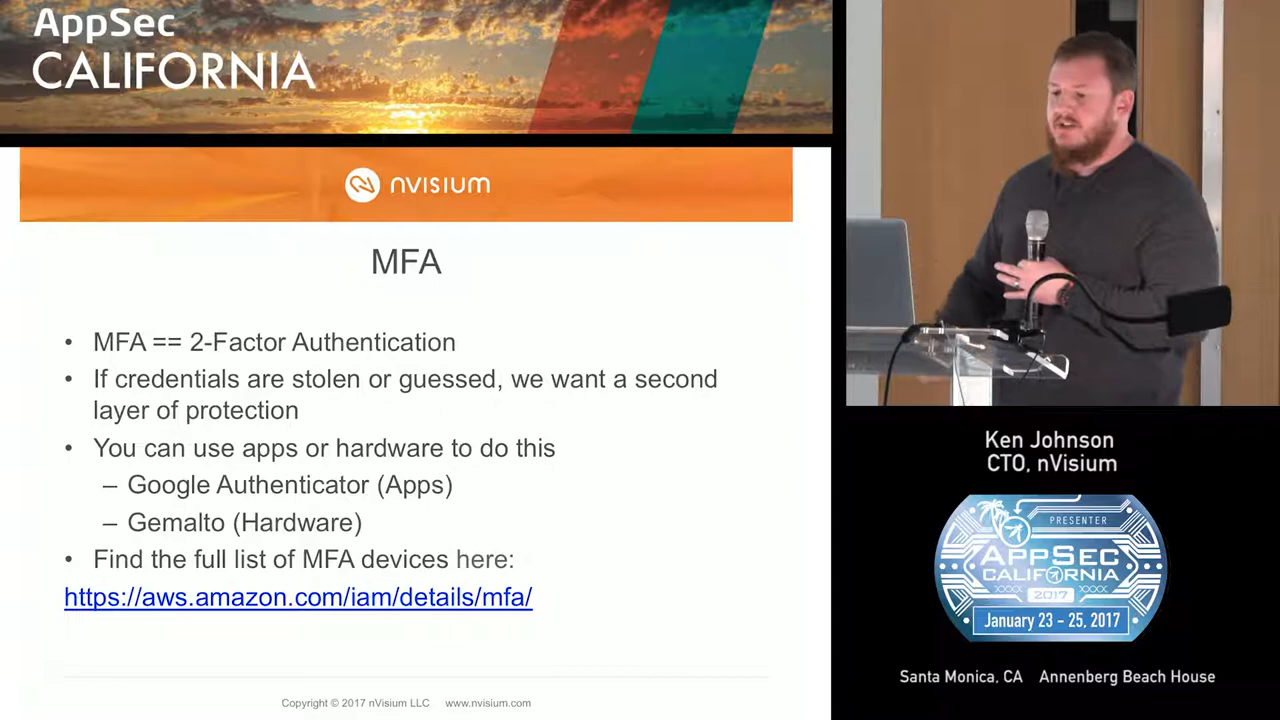 AppSec
CALIFORNIA
nvisium
MFA
• MFA == 2-Factor Authentication
• If credentials are stolen or guessed, we want a second
layer of protection
• You can use apps or hardware to do this
– Google Authenticator (Apps)
– Gemalto (Hardware)
• Find the full list of MFA devices here:
https://aws.amazon.com/iam/details/mfa/
Copyright © 2017 nVisium LLC www.nvisium.com
Ken Johnson
CTO, nVisium
PRESENTER
APPSEC
CALIFORNIA
2017
January 23 - 25, 2017
Santa Monica, CA Annenberg Beach House